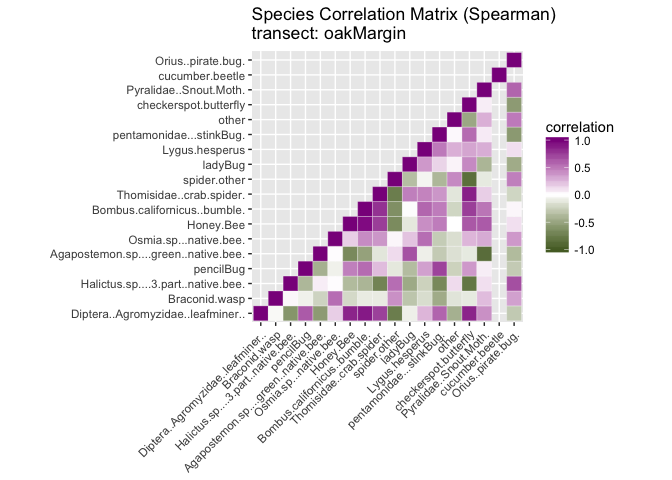 Species Correlation Matrix (Spearman)
transect: oakMargin
Orius..pirate.bug.
cucumber.beetle
Pyralidae..Snout.Moth.
checkerspot.butterfly
other
pentamonidae...stinkBug.
Lygus.hesperus
ladyBug
spider.other
Thomisidae..crab.spider.
Bombus.californicus..bumble.
Honey.Bee
Osmia.sp...native.bee.
Agapostemon.sp....green..native.bee.
pencilBug
Halictus.sp....3.part..native.bee.
Braconid.wasp
Diptera..Agromyzidae..leafminer..
correlation
1.0
0.5
0.0
-0.5
-1.0
Diptera..Agromyzidae..leafminer..
Braconid.wasp
Halictus.sp....3.part..native.bee.
pencilBug
Agapostemon.sp....green..native.bee.
Osmia.sp...native.bee.
Honey.Bee
Bombus.californicus..bumble.
Thomisidae..crab.spider.
spider.other
ladyBug
Lygus.hesperus
pentamonidae...stinkBug.
other
checkerspot.butterfly
Pyralidae..Snout.Moth.
cucumber.beetle
Orius..pirate.bug.